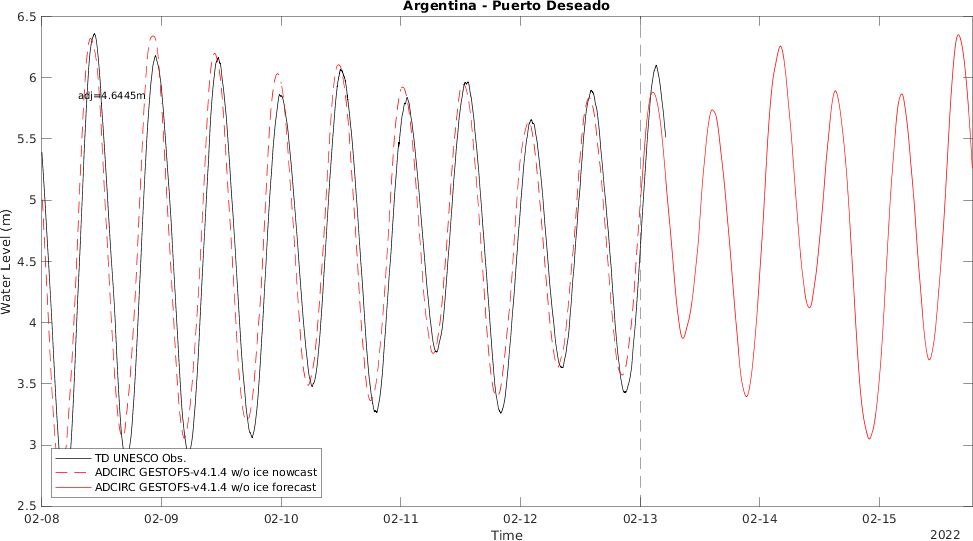 Argentina - Puerto Deseado
6.5
6
5.5
5
4.5
4
3.5
3
2.5
Water Level (m)
adj=4.6445m
TD UNESCO Obs.
ADCIRC GESTOFS-v4.1.4 w/o ice nowcast
ADCIRC GESTOFS-v4.1.4 w/o ice forecast
02-08 02-09 02-10 02-11 02-12 02-13 02-14 02-15
Time
2022